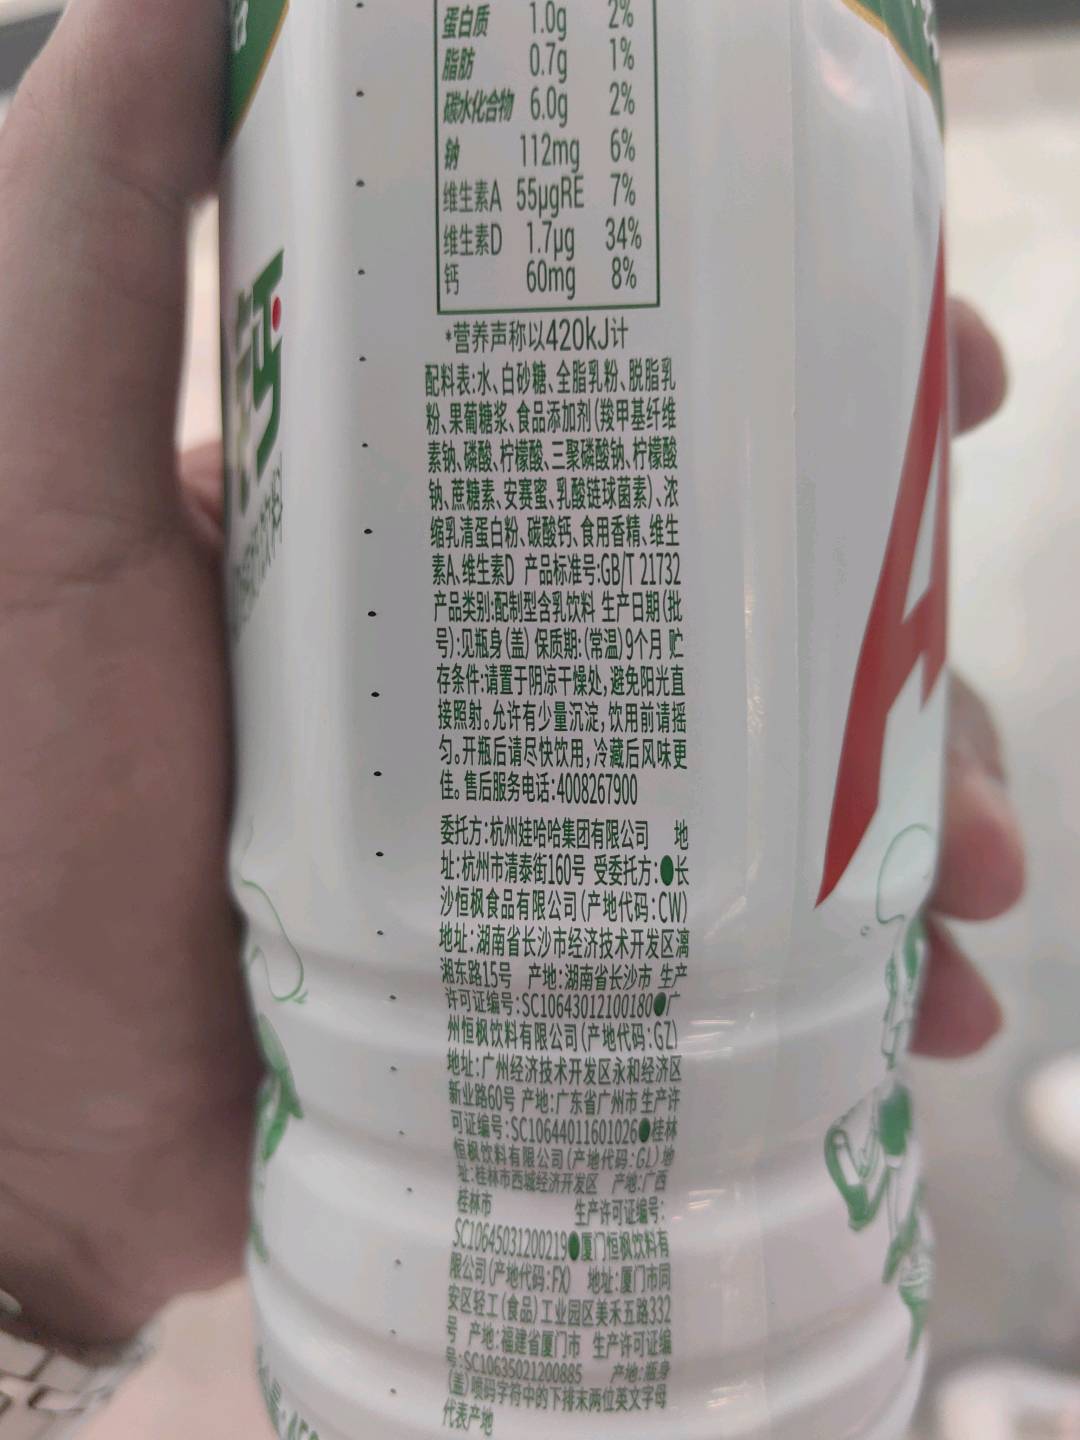 蛋白质 1.0g 2%
脂肪 0.7g 1%
碳水化合物 6.0g 2%
钠 112mg 6%
维生素A 55μgRE 7%
维生素D 1.7μg 34%
钙 60mg 8%
*营养声称以420kJ计
配料表:水、白砂糖、全脂乳粉、脱脂乳
粉、果葡糖浆、食品添加剂(羧甲基纤维
素钠、磷酸、柠檬酸、三聚磷酸钠、柠檬酸
钠、蔗糖素、安赛蜜、乳酸链球菌素)、浓
缩乳清蛋白粉、碳酸钙、食用香精、维生
素A、维生素D 产品标准号:GB/T 21732
产品类别:配制型含乳饮料 生产日期(批
号):见瓶身(盖) 保质期:(常温)9个月 贮
存条件:请置于阴凉干燥处,避免阳光直
接照射。允许有少量沉淀,饮用前请摇
匀。开瓶后请尽快饮用,冷藏后风味更
佳。售后服务电话:4008267900
委托方:杭州娃哈哈集团有限公司 地
址:杭州市清泰街160号 受委托方:●长
沙恒枫食品有限公司(产地代码:CW)
地址:湖南省长沙市经济技术开发区漓
湘东路15号 产地:湖南省长沙市 生产
许可证编号:SC10643012100180●广
州恒枫饮料有限公司(产地代码:GZ)
地址:广州经济技术开发区永和经济区
新业路60号 产地:广东省广州市 生产许
可证编号:SC10644011601026●桂林
恒枫饮料有限公司(产地代码:GL)地
址:桂林市西城经济开发区 产地:广西
桂林市 生产许可证编号:
SC10645031200219●厦门恒枫饮料有
限公司(产地代码:FX) 地址:厦门市同
安区轻工(食品)工业园区美禾五路332
号 产地:福建省厦门市 生产许可证编
号:SC10635021200885 产地:瓶身
(盖)喷码字符中的下排末两位英文字母
代表产地
钙
饮料
A